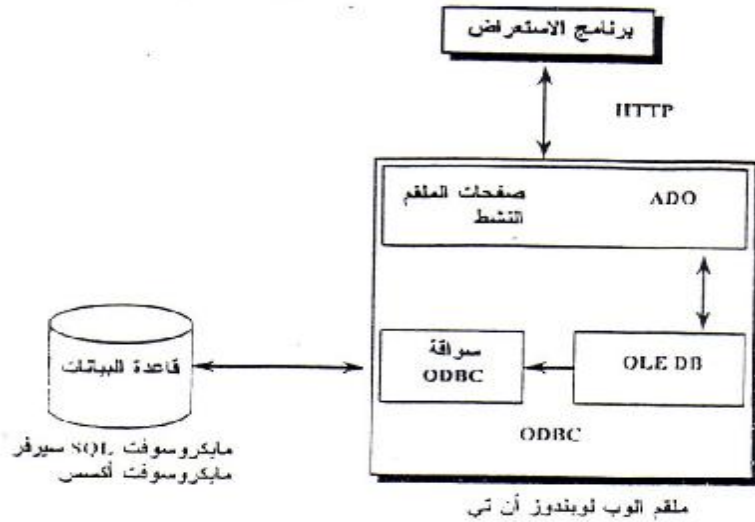 برنامج الاستعراض
HTTP
صفحات الملقم ADO
النشط
سواقة
ODBC
OLE DB
قاعدة البيانات
ODBC
مايكروسوفت SQL سيرفر
مايكروسوفت أكسس
ملقم الوب لويندوز أن تي